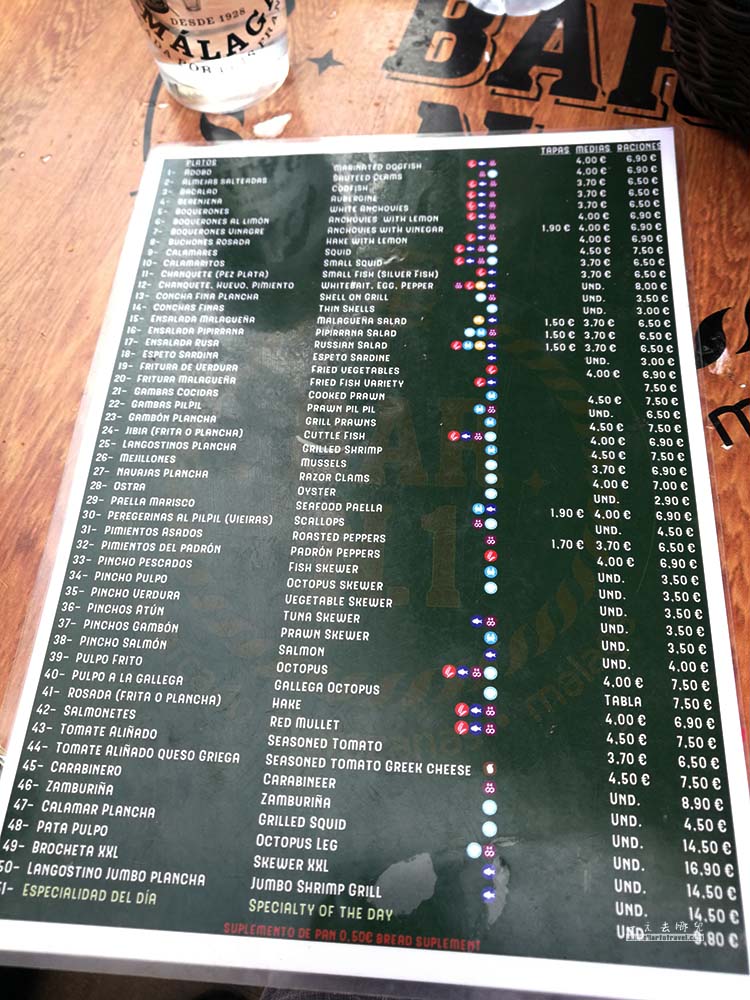 DESDE 1928
MÁLAGA
BAR
PLATOS TAPAS MEDIAS RACIONES
1- ADOBO MARINATED DOGFISH 4.00 € 6.90 €
2- ALMEJAS SALTEADAS SAUTEED CLAMS 4.00 € 6.90 €
3- BACALAO CODFISH 3.70 € 6.50 €
4- BERENJENA AUBERGINE 3.70 € 6.50 €
5- BOQUERONES WHITE ANCHOVIES 3.70 € 6.50 €
6- BOQUERONES AL LIMÓN ANCHOVIES WITH LEMON 4.00 € 6.90 €
7- BOQUERONES VINAGRE ANCHOVIES WITH VINEGAR 1.90 € 4.00 € 6.90 €
8- BUCHONES ROSADA HAKE WITH LEMON 4.00 € 6.90 €
9- CALAMARES SQUID 4.50 € 7.50 €
10- CALAMARITOS SMALL SQUID 3.70 € 6.50 €
11- CHANQUETE (PEZ PLATA) SMALL FISH (SILVER FISH) 3.70 € 6.50 €
12- CHANQUETE, HUEVO, PIMIENTO WHITEBAIT, EGG, PEPPER UND. 8.00 €
13- CONCHA FINA PLANCHA SHELL ON GRILL UND. 3.50 €
14- CONCHAS FINAS THIN SHELLS UND. 3.00 €
15- ENSALADA MALAGUEÑA MALAGUEÑA SALAD 1.50 € 3.70 € 6.50 €
16- ENSALADA PIPIRRANA PIPIRRANA SALAD 1.50 € 3.70 € 6.50 €
17- ENSALADA RUSA RUSSIAN SALAD 1.50 € 3.70 € 6.50 €
18- ESPETO SARDINA ESPETO SARDINE UND. 3.00 €
19- FRITURA DE VERDURA FRIED VEGETABLES 4.00 € 6.90 €
20- FRITURA MALAGUEÑA FRIED FISH VARIETY 7.50 €
21- GAMBAS COCIDAS COOKED PRAWN 4.50 € 7.50 €
22- GAMBAS PILPIL PRAWN PIL PIL UND. 6.50 €
23- GAMBÓN PLANCHA GRILL PRAWNS 4.50 € 7.50 €
24- JIBIA (FRITA O PLANCHA) CUTTLE FISH 4.00 € 6.90 €
25- LANGOSTINOS PLANCHA GRILLED SHRIMP 4.50 € 7.50 €
26- MEJILLONES MUSSELS 3.70 € 6.90 €
27- NAVAJAS PLANCHA RAZOR CLAMS 4.00 € 7.00 €
28- OSTRA OYSTER UND. 2.90 €
29- PAELLA MARISCO SEAFOOD PAELLA 1.90 € 4.00 € 6.90 €
30- PEREGERINAS AL PILPIL (VIEIRAS) SCALLOPS UND. 4.50 €
31- PIMIENTOS ASADOS ROASTED PEPPERS 1.70 € 3.70 € 6.50 €
32- PIMIENTOS DEL PADRÓN PADRÓN PEPPERS 4.00 € 6.90 €
33- PINCHO PESCADOS FISH SKEWER UND. 3.50 €
34- PINCHO PULPO OCTOPUS SKEWER UND. 3.50 €
35- PINCHO VERDURA VEGETABLE SKEWER UND. 3.50 €
36- PINCHOS ATÚN TUNA SKEWER UND. 3.50 €
37- PINCHOS GAMBÓN PRAWN SKEWER UND. 3.50 €
38- PINCHO SALMÓN SALMON UND. 4.00 €
39- PULPO FRITO OCTOPUS 4.00 € 7.50 €
40- PULPO A LA GALLEGA GALLEGA OCTOPUS TABLA 7.50 €
41- ROSADA (FRITA O PLANCHA) HAKE 4.00 € 6.90 €
42- SALMONETES RED MULLET 4.50 € 7.50 €
43- TOMATE ALIÑADO SEASONED TOMATO 3.70 € 6.50 €
44- TOMATE ALIÑADO QUESO GRIEGA SEASONED TOMATO GREEK CHEESE 4.50 € 7.50 €
45- CARABINERO CARABINEER UND. 8.90 €
46- ZAMBURIÑA ZAMBURIÑA UND. 4.50 €
47- CALAMAR PLANCHA GRILLED SQUID UND. 14.50 €
48- PATA PULPO OCTOPUS LEG UND. 16.90 €
49- BROCHETA XXL SKEWER XXL UND. 14.50 €
50- LANGOSTINO JUMBO PLANCHA JUMBO SHRIMP GRILL UND. 14.50 €
51- ESPECIALIDAD DEL DÍA SPECIALTY OF THE DAY UND.
SUPLEMENTO DE PAN 0,50€ BREAD SUPLEMENT